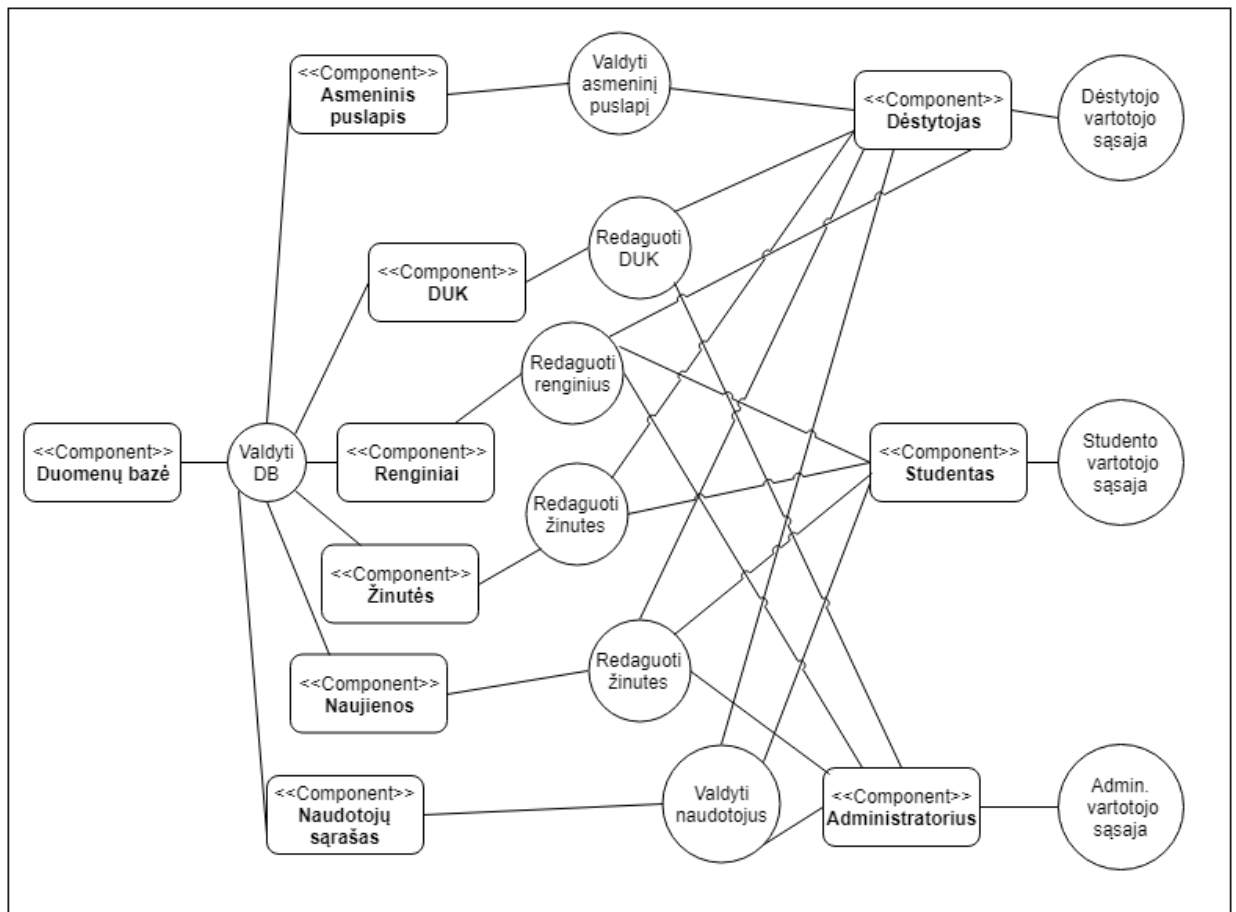 <<Component>>
Asmeninis
puslapis
Valdyti
asmeninį
puslapį
<<Component>>
Dėstytojas
Dėstytojo
vartotojo
sąsaja
<<Component>>
DUK
Redaguoti
DUK
Redaguoti
renginius
<<Component>>
Duomenų bazė
Valdyti
DB
<<Component>>
Renginiai
<<Component>>
Studentas
Studento
vartotojo
sąsaja
Redaguoti
žinutes
<<Component>>
Žinutės
<<Component>>
Naujienos
Redaguoti
žinutes
<<Component>>
Naudotojų
sąrašas
Valdyti
naudotojus
<<Component>>
Administratorius
Admin.
vartotojo
sąsaja